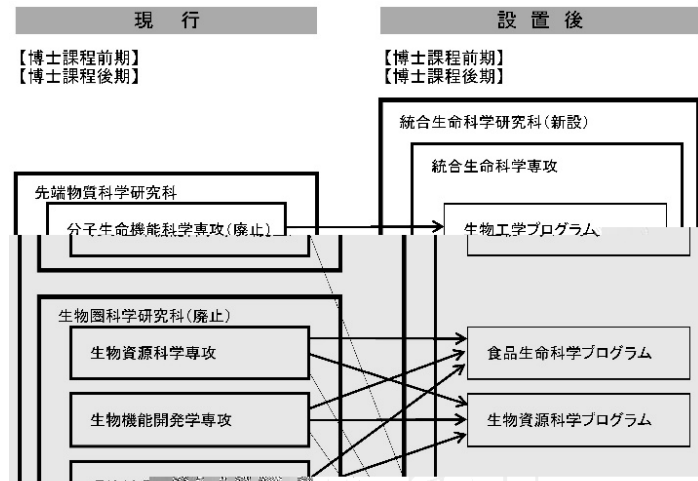 現 行
設 置 後
【博士課程前期】
【博士課程後期】
【博士課程前期】
【博士課程後期】
統合生命科学研究科(新設)
統合生命科学専攻
先端物質科学研究科
分子生命機能科学専攻(廃止)
生物工学プログラム
生物圏科学研究科(廃止)
生物資源科学専攻
食品生命科学プログラム
生物機能開発学専攻
生物資源科学プログラム